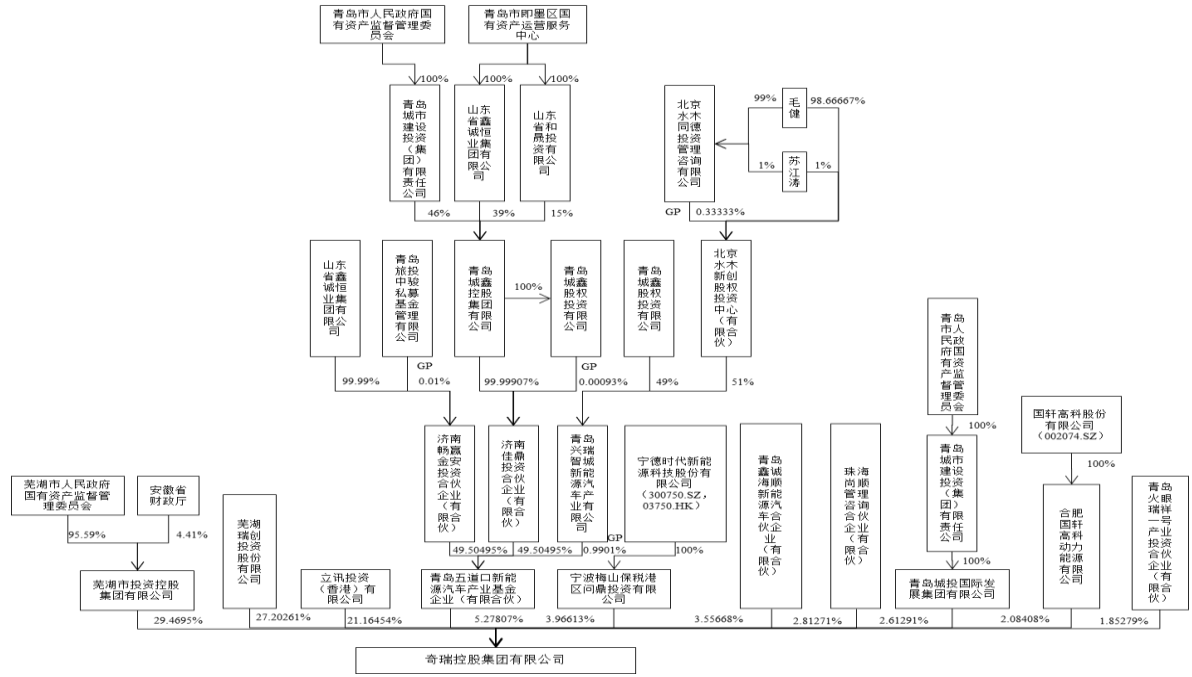 青岛市人民政府国
有资产监督管理委
员会
青岛市即墨区国
有资产运营服务
中心
100%
100%
100%
青岛
城市
建设
投资
（集
团）
有限
责任
公司
山东
省鑫
诚恒
业集
团有
限公
司
山东
省和
晟投
资有
限公
司
北京
水木
同德
投资
管理
咨询
有限
公司
99%
毛
健
98.66667%
1%
苏
江
涛
1%
46%
39%
15%
GP
0.33333%
山东
省鑫
诚恒
业集
团有
限公
司
青岛
旅投
中骏
私募
基金
管理
有限
公司
青岛
城鑫
控股
集团
有限
公司
100%
青岛
城鑫
股权
投资
有限
公司
青岛
城鑫
股权
投资
有限
公司
北京
水木
新创
股权
投资
中心
（有
限合
伙）
99.99%
GP
0.01%
99.99907%
GP
0.00093%
49%
51%
青岛
市人
民政
府国
有资
产监
督管
理委
员会
100%
国轩高科股份
有限公司
（002074.SZ）
100%
济南
畅赢
金安
投资
合伙
企业
（有
限合
伙）
济南
佳鼎
投资
合伙
企业
（有
限合
伙）
青岛
兴瑞
智城
新能
源汽
车产
业有
限公
司
宁德时代新能
源科技股份有
限公司
（300750.SZ，
03750.HK）
青岛
鑫诚
海顺
新能
源汽
车合
伙企
业（
有限
合伙
）
珠海
尚顺
管理
咨询
合伙
企业
（有
限合
伙）
青岛
城市
建设
投资
（集
团）
有限
责任
公司
合肥
国轩
高科
动力
能源
有限
公司
青岛
火眼
瑞祥
一号
产业
投资
合伙
企业
（有
限合
伙）
芜湖市人民政府
国有资产监督管
理委员会
安徽省
财政厅
芜湖
瑞创
投资
股份
有限
公司
95.59%
4.41%
49.50495%
49.50495%
GP
0.9901%
100%
100%
芜湖市投资控股
集团有限公司
立讯投资
（香港）有
限公司
青岛五道口新能
源汽车产业基金
企业（有限合伙）
宁波梅山保税港
区问鼎投资有限
公司
青岛城投国际发
展集团有限公司
29.4695%
27.20261%
21.16454%
5.27807%
3.96613%
3.55668%
2.81271%
2.61291%
2.08408%
1.85279%
奇瑞控股集团有限公司